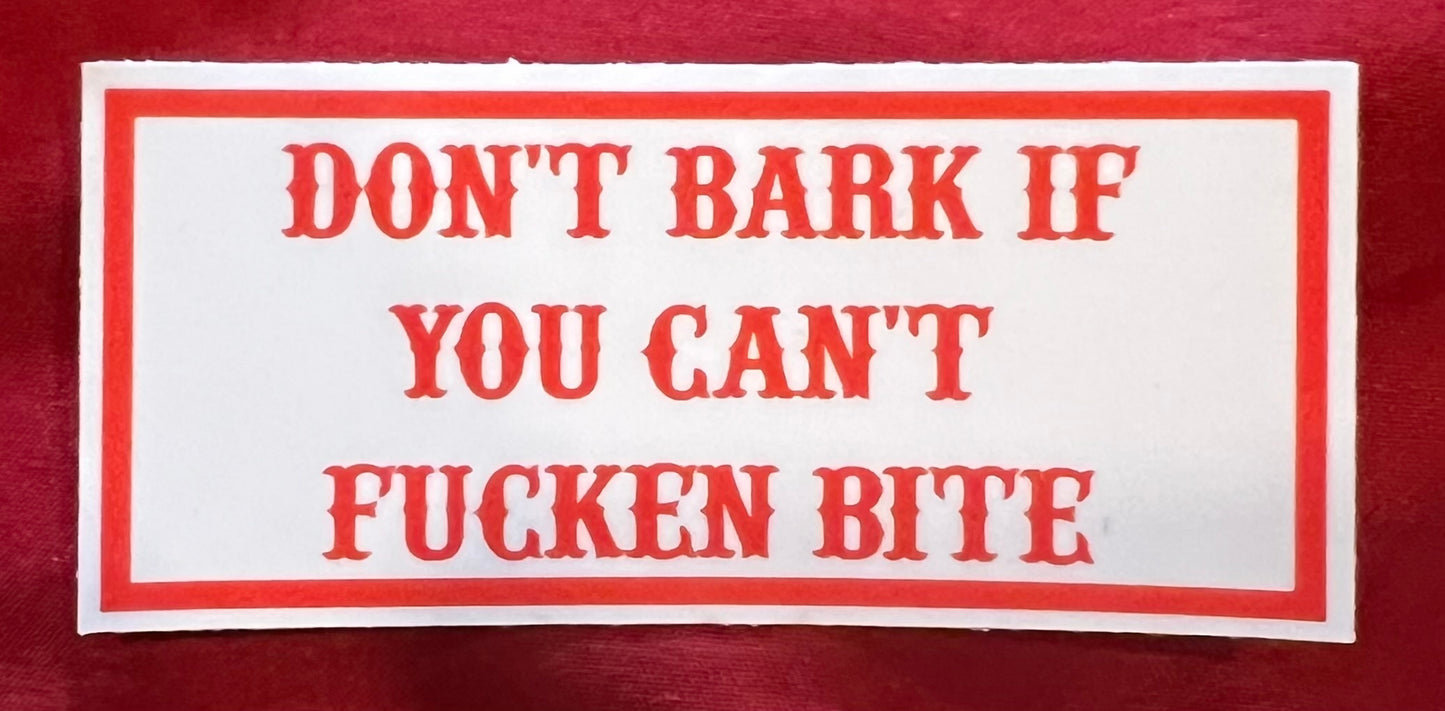 DON'T BARK IF
YOU CAN'T
FUCKEN BITE